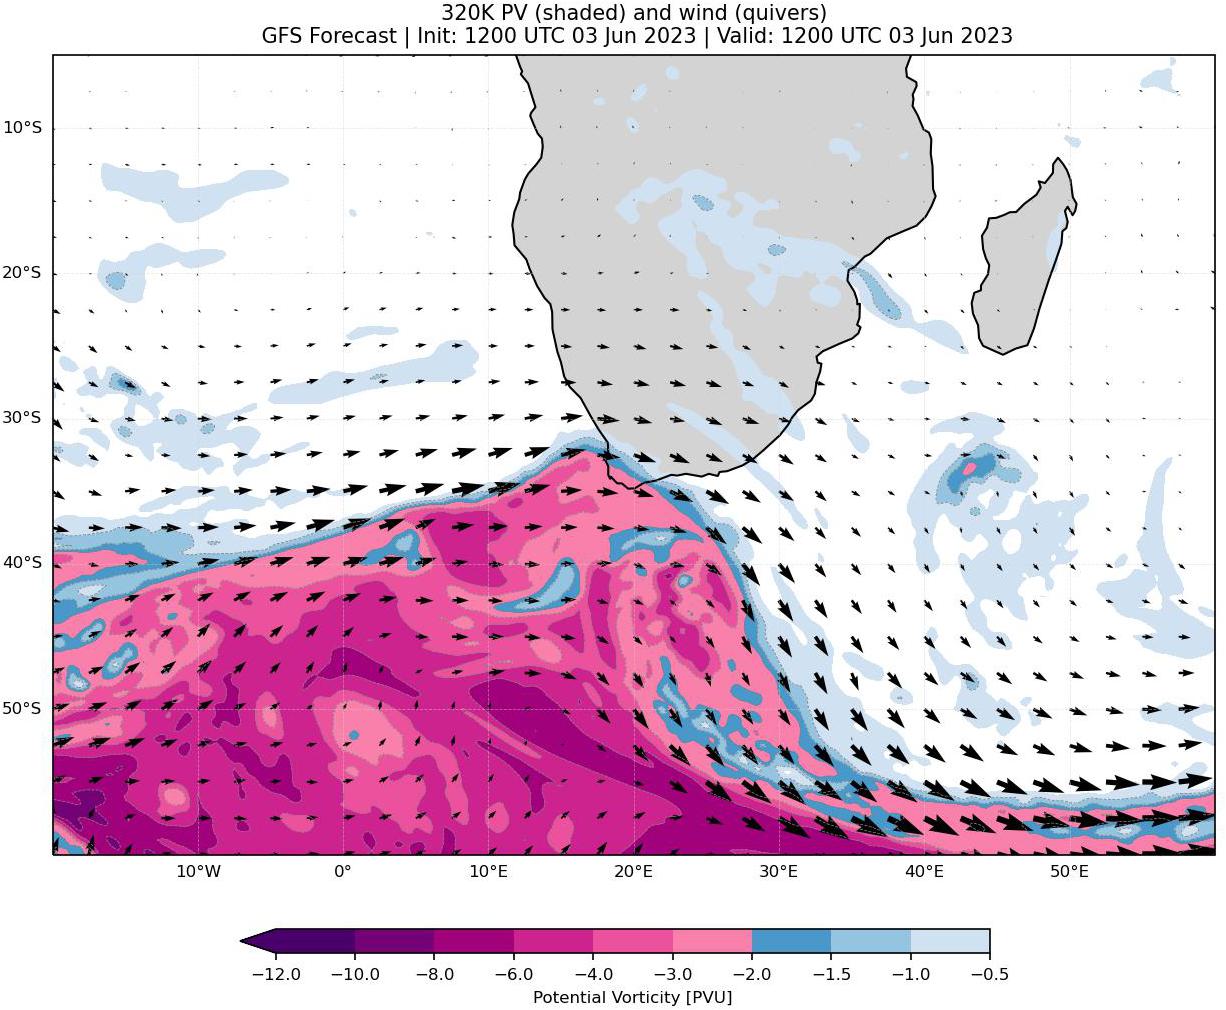 320K PV (shaded) and wind (quivers)
GFS Forecast | Init: 1200 UTC 03 Jun 2023 | Valid: 1200 UTC 03 Jun 2023
10°S
20°S
30°S
40°S
50°S
10°W 0° 10°E 20°E 30°E 40°E 50°E
−12.0 −10.0 −8.0 −6.0 −4.0 −3.0 −2.0 −1.5 −1.0 −0.5
Potential Vorticity [PVU]